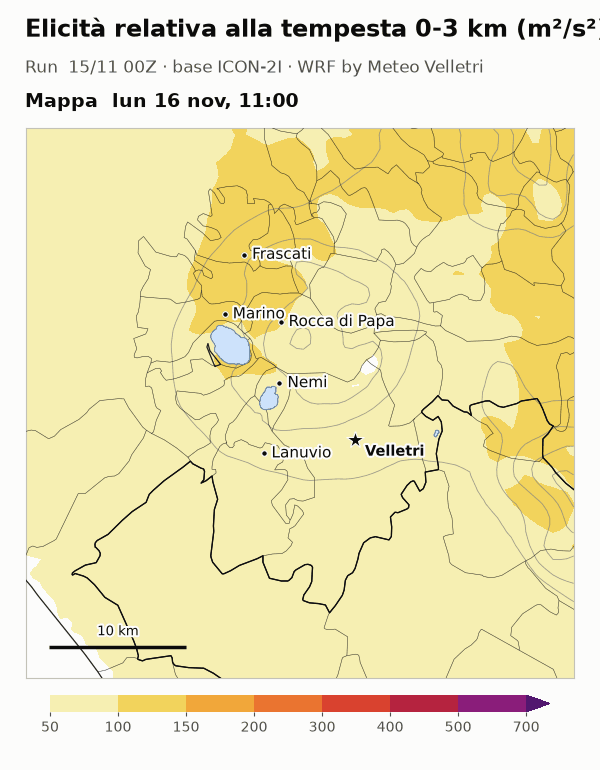 Elicità relativa alla tempesta 0-3 km (m²/s²)
Run  15/11 00Z · base ICON-2I · WRF by Meteo Velletri
Mappa  lun 16 nov, 11:00
Frascati
Marino
Rocca di Papa
Nemi
Velletri
Lanuvio
10 km
50 100 150 200 300 400 500 700